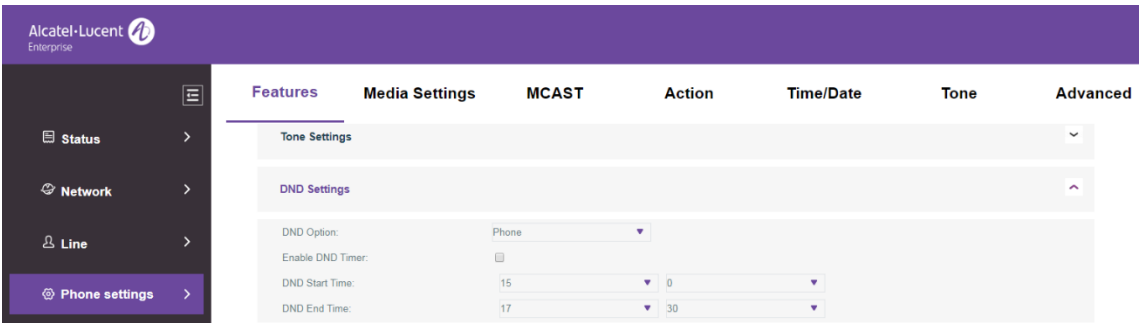 Alcatel·Lucent
Enterprise
Features Media Settings MCAST Action Time/Date Tone Advanced
Tone Settings
Status
DND Settings
Network
DND Option: Phone
Line
Enable DND Timer:
DND Start Time: 15 0
Phone settings
DND End Time: 17 30